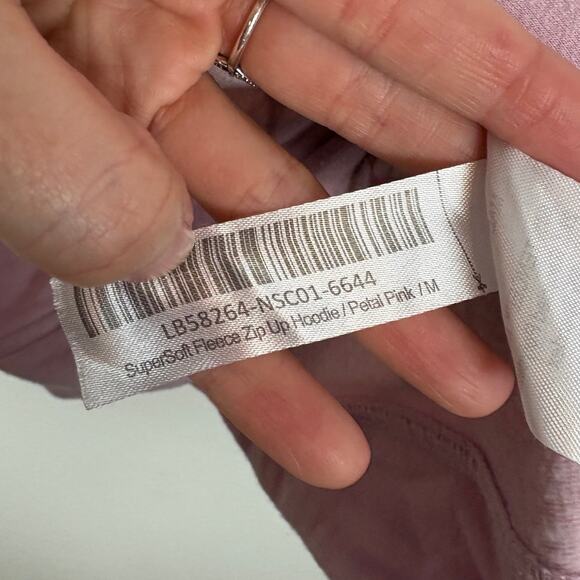 LB58264-NSC01-6644
SuperSoft Fleece Zip Up Hoodie / Petal Pink / M